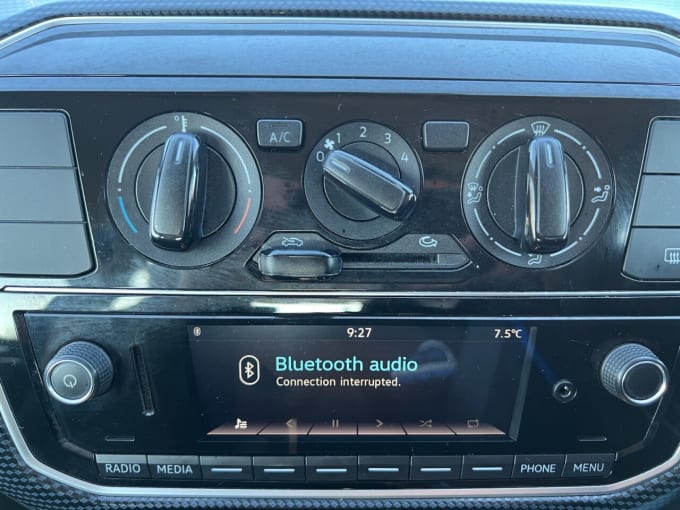 A/C
0 1 2 3 4
9:27 7.5°C
Bluetooth audio
Connection interrupted.
RADIO MEDIA PHONE MENU